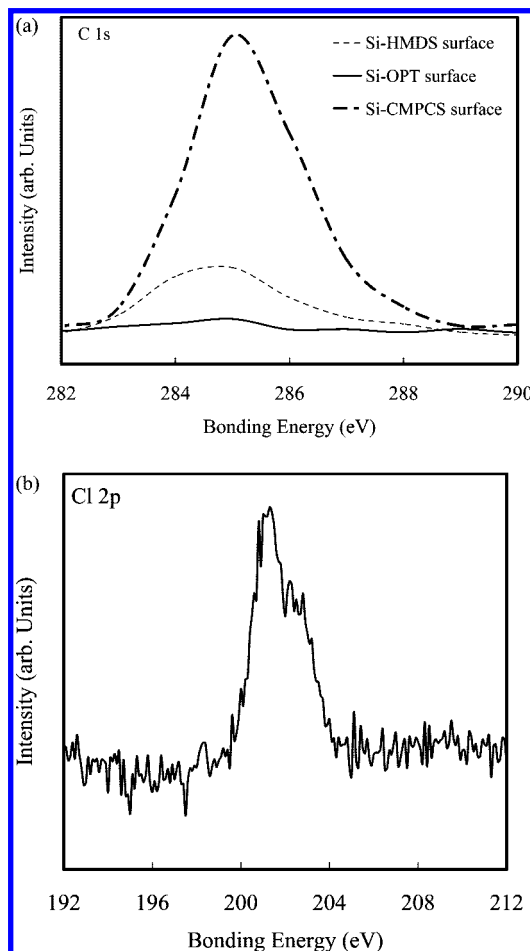 (a)
C 1s
Si-HMDS surface
Si-OPT surface
Si-CMPCS surface
Intensity (arb. Units)
282 284 286 288 290
Bonding Energy (eV)
(b)
Cl 2p
Intensity (arb. Units)
192 196 200 204 208 212
Bonding Energy (eV)